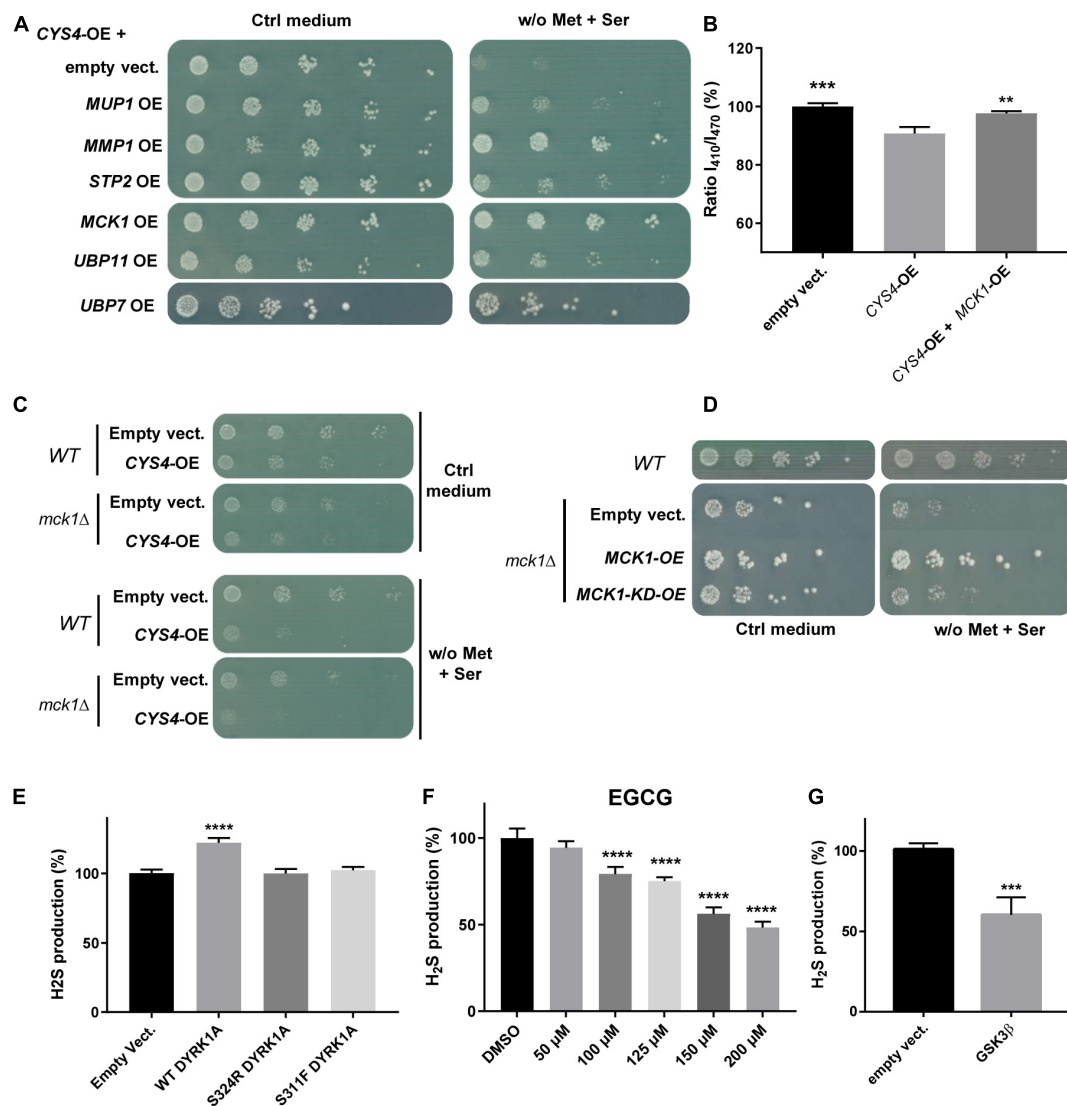 A
CYS4-OE +
Ctrl medium
w/o Met + Ser
empty vect.
MUP1 OE
MMP1 OE
STP2 OE
MCK1 OE
UBP11 OE
UBP7 OE
B
Ratio I410/I470 (%)
120
100
80
60
***
**
empty vect.
CYS4-OE
CYS4-OE + MCK1-OE
C
WT
Empty vect.
CYS4-OE
mck1Δ
Empty vect.
CYS4-OE
Ctrl
medium
WT
Empty vect.
CYS4-OE
mck1Δ
Empty vect.
CYS4-OE
w/o Met
+ Ser
D
WT
mck1Δ
Empty vect.
MCK1-OE
MCK1-KD-OE
Ctrl medium
w/o Met + Ser
E
H2S production (%)
100
50
0
****
Empty Vect.
WT DYRK1A
S324R DYRK1A
S311F DYRK1A
F
EGCG
H2S production (%)
100
50
0
****
****
****
****
DMSO
50 µM
100 µM
125 µM
150 µM
200 µM
G
H2S production (%)
100
50
0
***
empty vect.
GSK3β